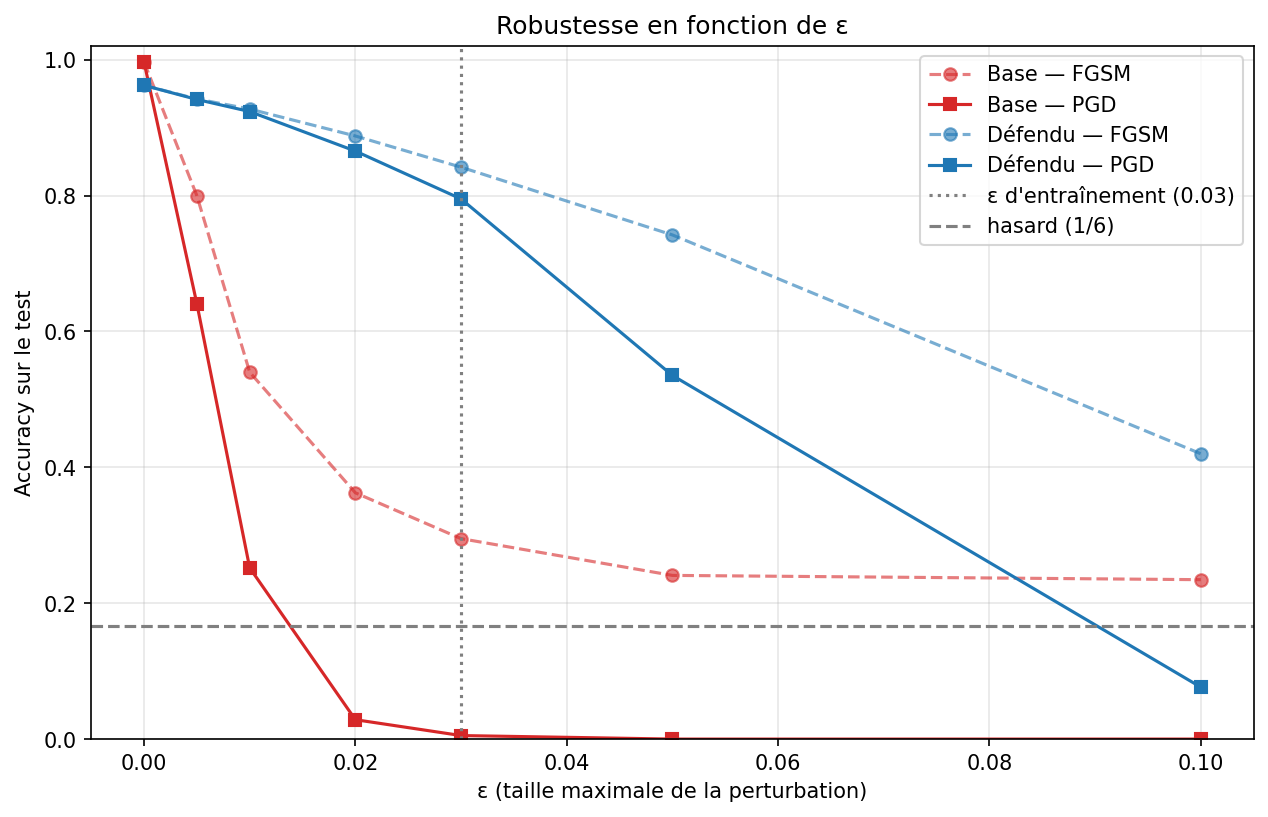 Robustesse en fonction de ε
Base — FGSM
Base — PGD
Défendu — FGSM
Défendu — PGD
ε d'entraînement (0.03)
hasard (1/6)
Accuracy sur le test
1.0
0.8
0.6
0.4
0.2
0.0
0.00 0.02 0.04 0.06 0.08 0.10
ε (taille maximale de la perturbation)